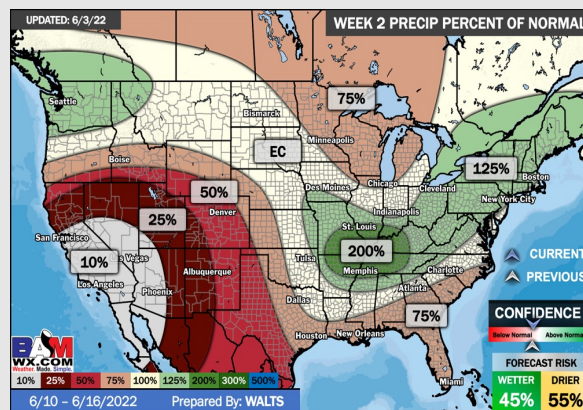 UPDATED: 6/3/22
WEEK 2 PRECIP PERCENT OF NORMAL
Seattle
75%
Bismarck
Minneapolis
EC
125%
Boise
Boston
Chicago
Cleveland
Des Moines
50%
New York City
Denver
Indianapolis
25%
St. Louis
San Francisco
200%
10%
s Vegas
Tulsa
Memphis
Charlotte
CURRENT
Albuquerque
PREVIOUS
Los Angeles
Phoenix
Atlanta
Dallas
75%
CONFIDENCE
Below Normal Above Norma
Houston
New Orleans
BAM
WX.COM
Weather. Made. Simple.
FORECAST RISK
Miami
WETTER DRIER
10% 25% 50% 75% 100% 125% 200% 300% 500%
45% 55%
6/10 – 6/16/2022 Prepared By: WALTS